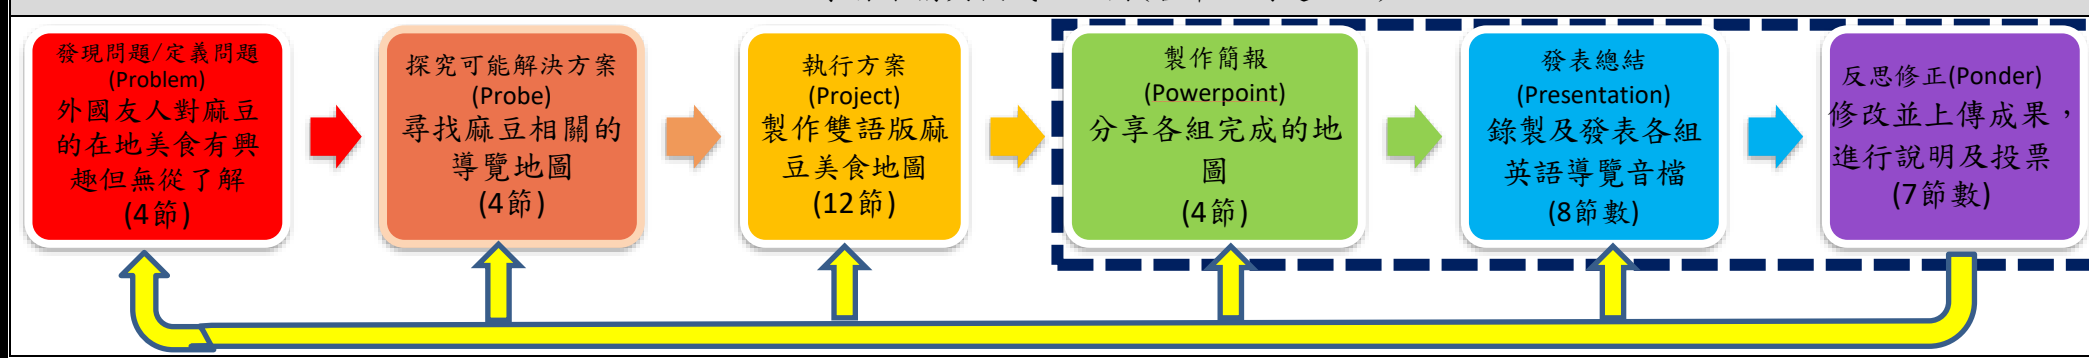 發現問題/定義問題
(Problem)
外國友人對麻豆
的在地美食有興
趣但無從了解
(4節)
探究可能解決方案
(Probe)
尋找麻豆相關的
導覽地圖
(4節)
執行方案
(Project)
製作雙語版麻
豆美食地圖
(12節)
製作簡報
(Powerpoint)
分享各組完成的地
圖
(4節)
發表總結
(Presentation)
錄製及發表各組
英語導覽音檔
(8節數)
反思修正(Ponder)
修改並上傳成果，
進行說明及投票
(7節數)